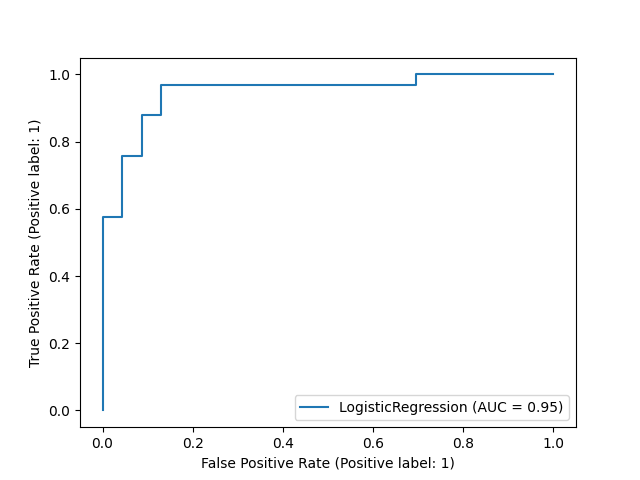 1.0
0.8
0.6
0.4
0.2
0.0
True Positive Rate (Positive label: 1)
LogisticRegression (AUC = 0.95)
0.0 0.2 0.4 0.6 0.8 1.0
False Positive Rate (Positive label: 1)